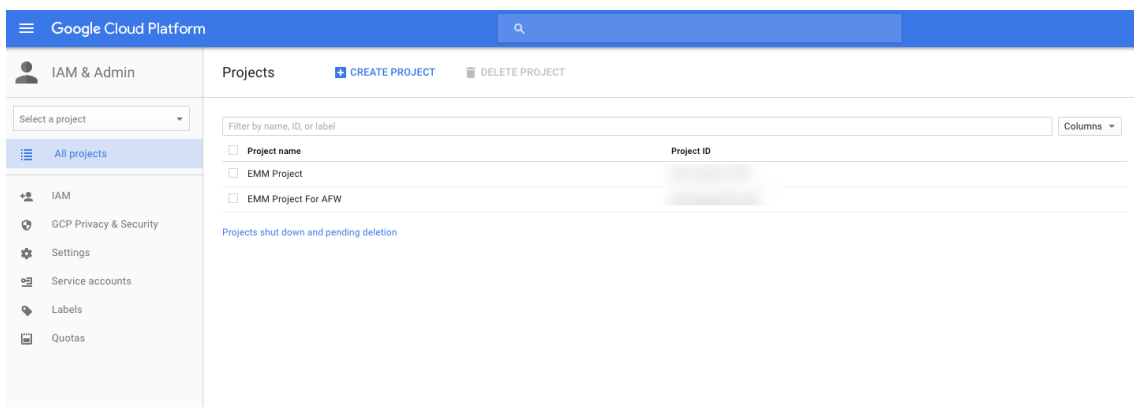 Google Cloud Platform
IAM & Admin
Projects
CREATE PROJECT
DELETE PROJECT
Select a project
All projects
IAM
GCP Privacy & Security
Settings
Service accounts
Labels
Quotas
Filter by name, ID, or label
Columns
Project name
Project ID
EMM Project
EMM Project For AFW
Projects shut down and pending deletion